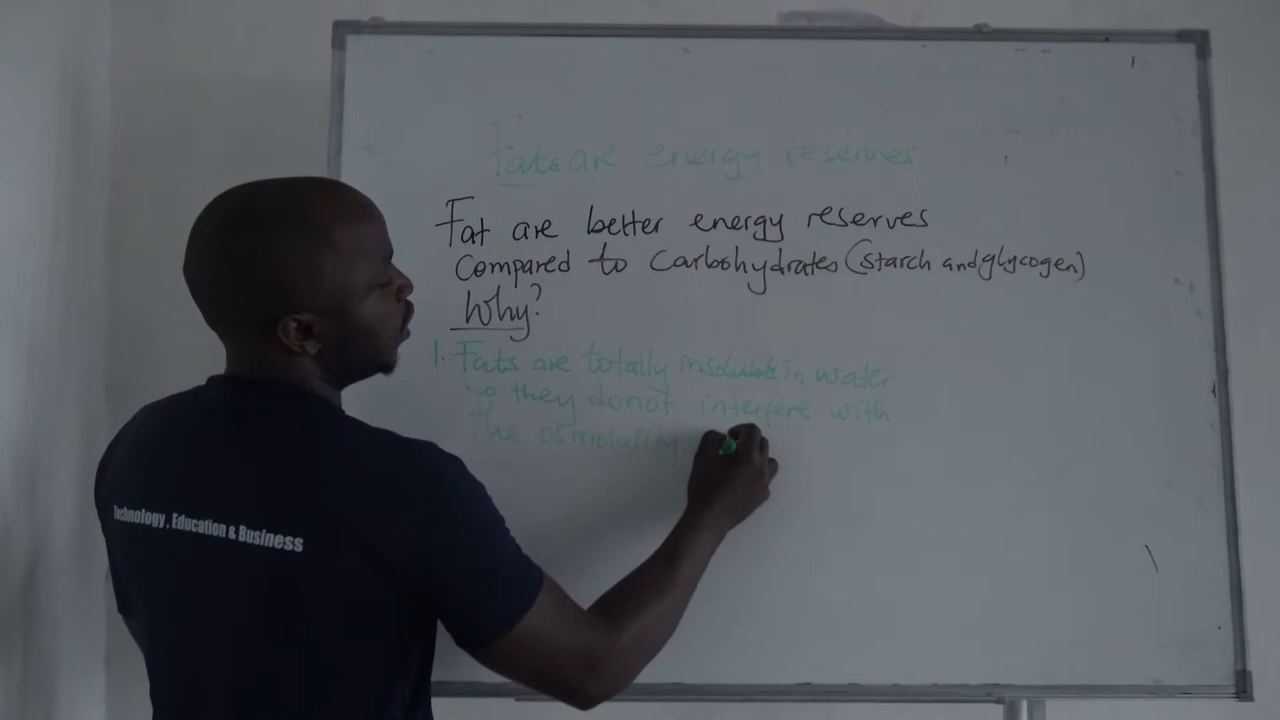 Fats are energy reserves
Fat are better energy reserves
Compared to Carbohydrates (starch and glycogen)
Why?
1. Fats are totally insoluble in water
so they do not interfere with
the osmolality
Technology, Education & Business